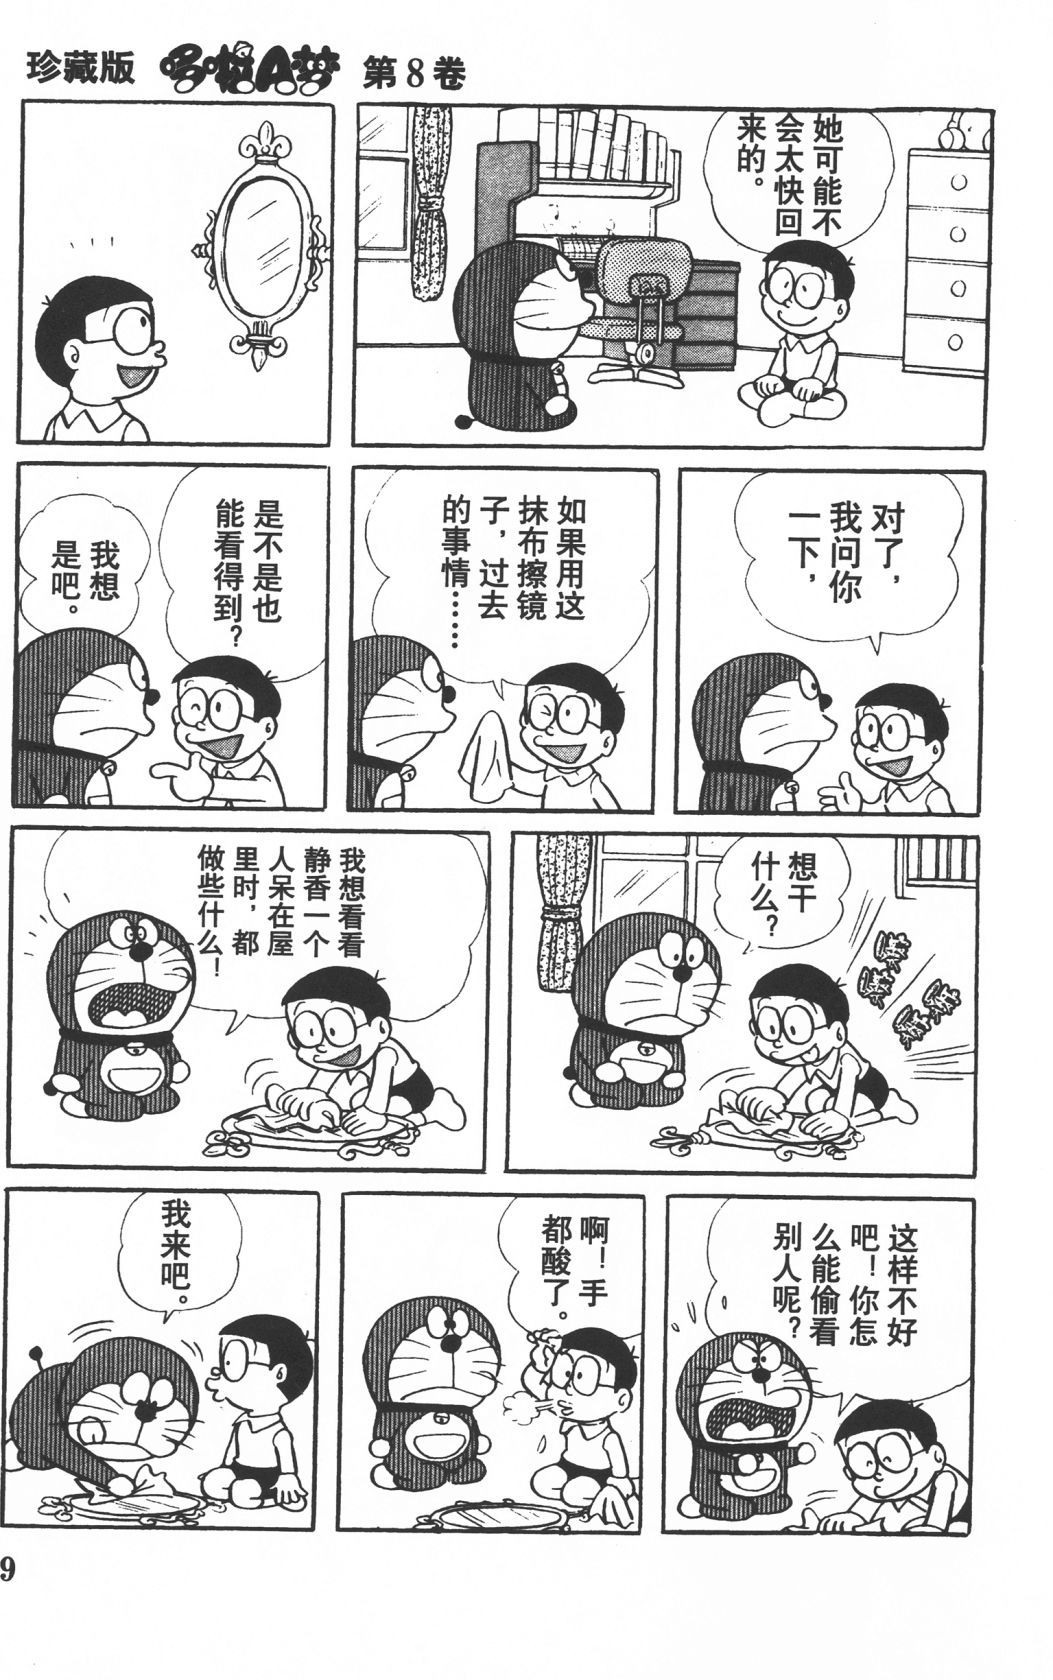 珍藏版 哆啦A梦 第8卷
她可能不
会太快回
来的。
对了，
我问你
一下，
如果用这
抹布擦镜
子，过去
的事情……
是不是也
能看得到？
我想
是吧。
想干
什么？
擦擦
擦擦
我想看看
静香一个
人呆在屋
里时，都
做些什么！
这样不好
吧！你怎
么能偷看
别人呢？
啊！手
都酸了。
我来吧。
9